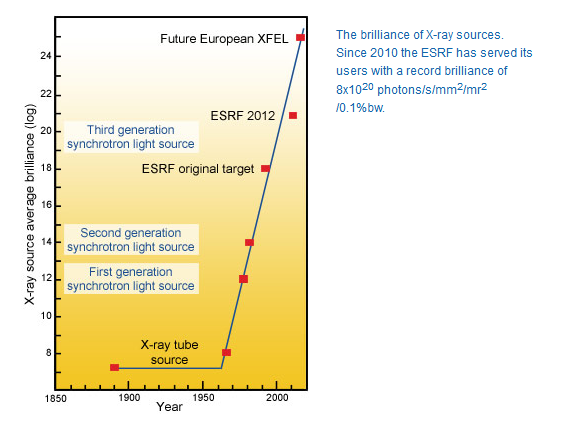 Future European XFEL
ESRF 2012
Third generation
synchrotron light source
ESRF original target
Second generation
synchrotron light source
First generation
synchrotron light source
X-ray tube
source
X-ray source average brilliance (log)
24
22
20
18
16
14
12
10
8
1850
1900
1950
2000
Year
The brilliance of X-ray sources.
Since 2010 the ESRF has served its
users with a record brilliance of
8x10²⁰ photons/s/mm²/mr²
/0.1%bw.